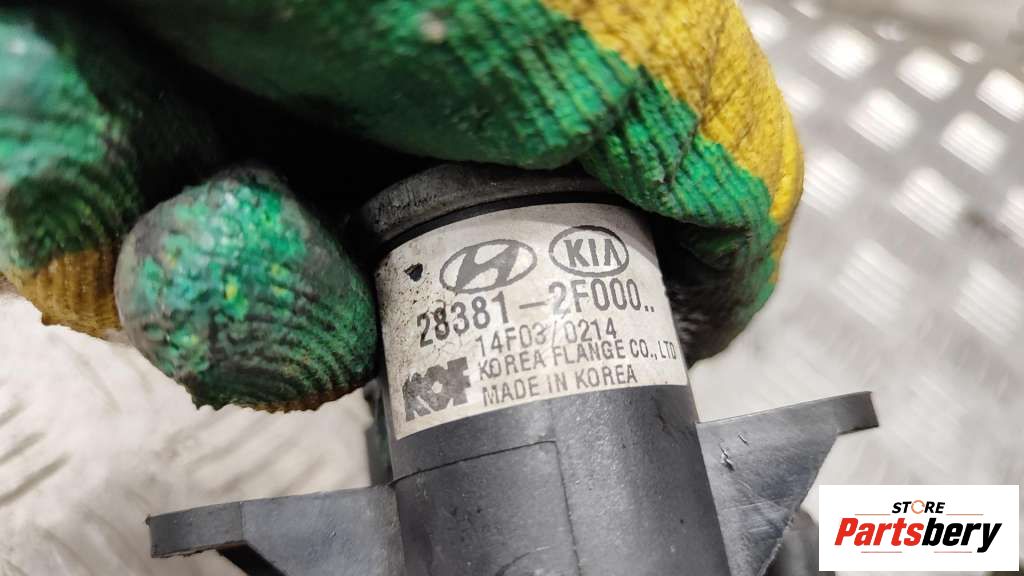 KIA
28381-2F000..
14F03/0214
KOF
KOREA FLANGE CO., LTD
MADE IN KOREA
STORE
Partsbery